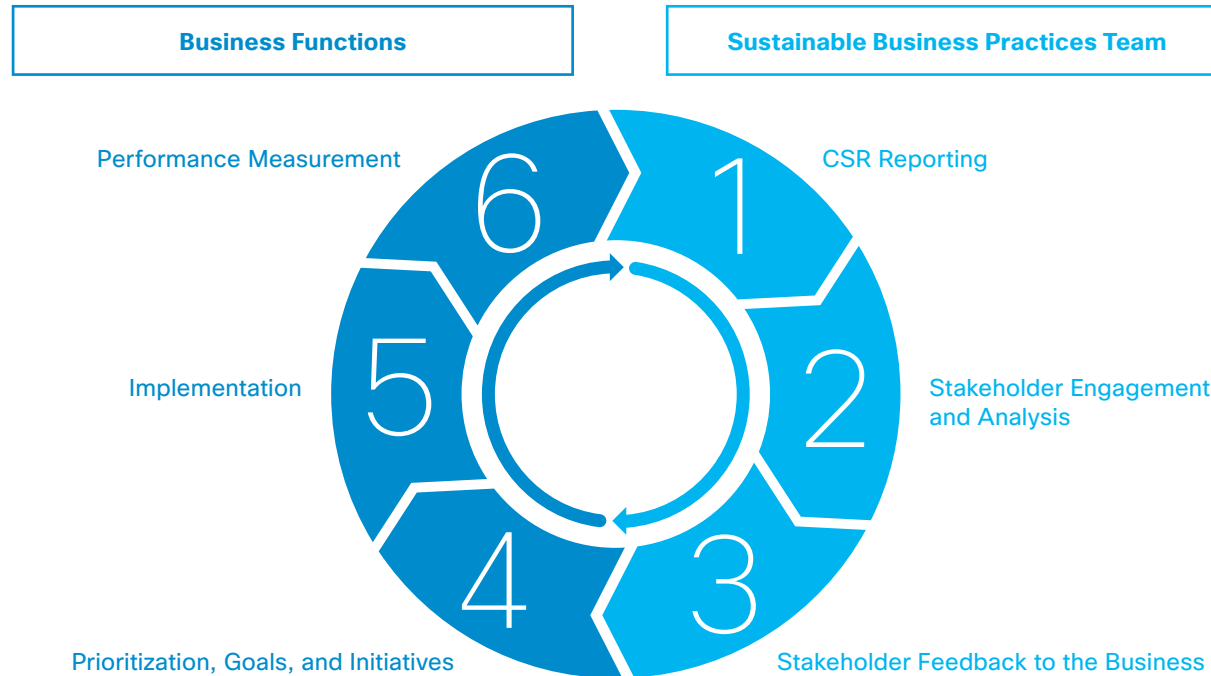 Business Functions
Sustainable Business Practices Team
Performance Measurement
6
1
CSR Reporting
Implementation
5
2
Stakeholder Engagement
and Analysis
4
3
Prioritization, Goals, and Initiatives
Stakeholder Feedback to the Business